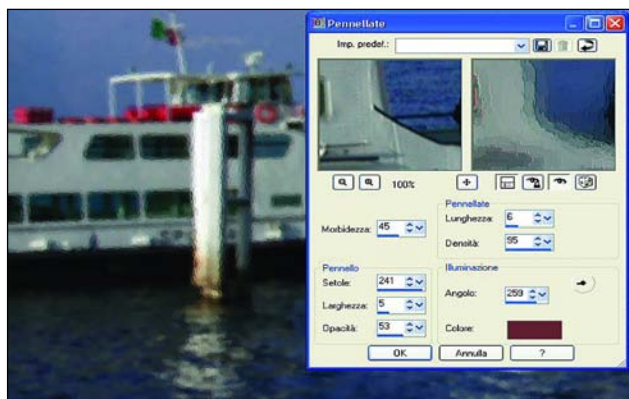 Pennellate
Imp. predef.:
100%
Morbidezza: 45
Pennellate
Lunghezza: 6
Densità: 95
Pennello
Setole: 241
Larghezza: 5
Opacità: 53
Illuminazione
Angolo: 259
Colore:
OK Annulla ?